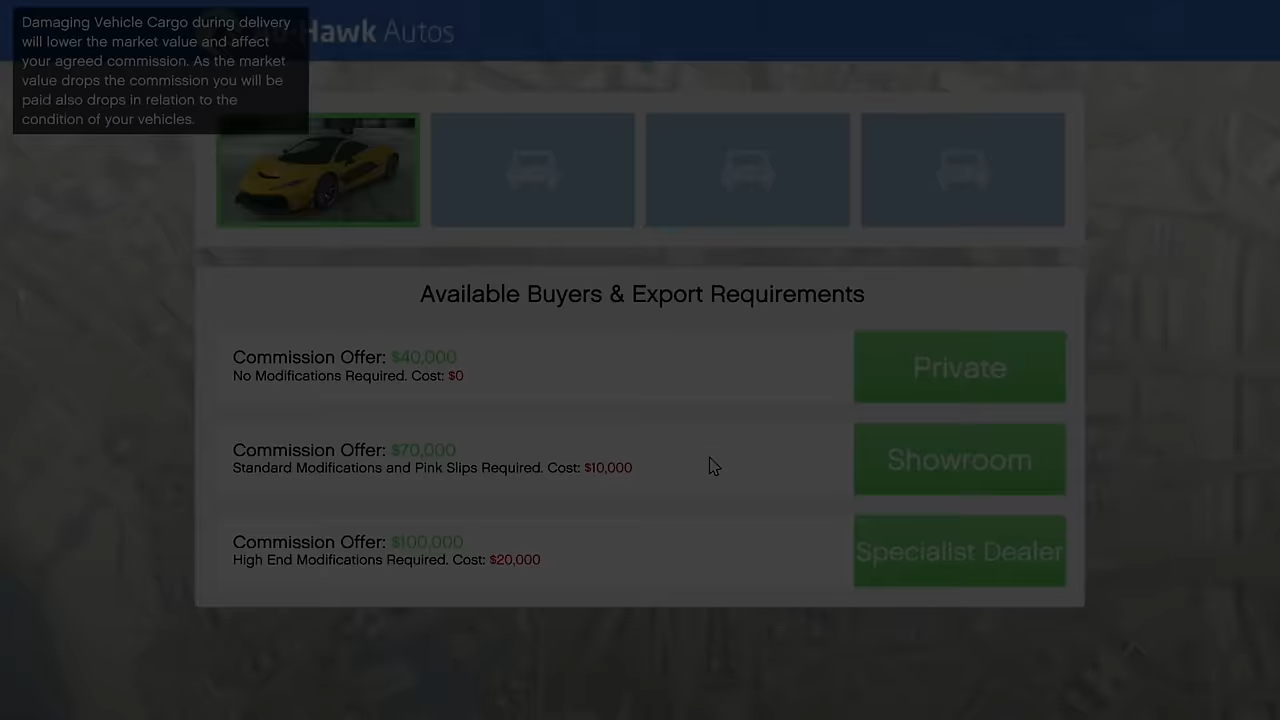 Damaging Vehicle Cargo during delivery
will lower the market value and affect
your agreed commission. As the market
value drops the commission you will be
paid also drops in relation to the
condition of your vehicles.
Hawk Autos
Available Buyers & Export Requirements
Commission Offer: $40,000
No Modifications Required. Cost: $0
Private
Commission Offer: $70,000
Standard Modifications and Pink Slips Required. Cost: $10,000
Showroom
Commission Offer: $100,000
High End Modifications Required. Cost: $20,000
Specialist Dealer